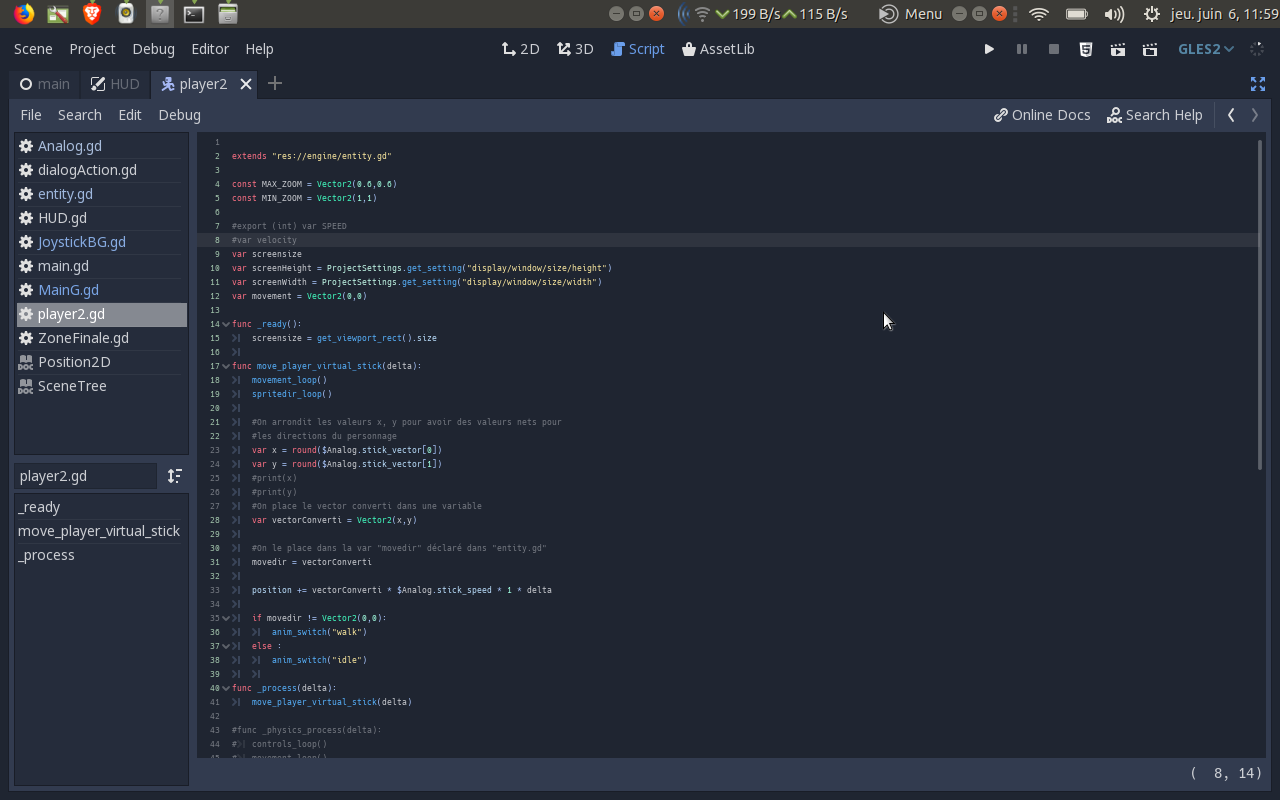 199 B/s 115 B/s Menu jeu. juin 6, 11:59
Scene Project Debug Editor Help 2D 3D Script AssetLib GLES2
main HUD player2
File Search Edit Debug Online Docs Search Help
Analog.gd
dialogAction.gd
entity.gd
HUD.gd
JoystickBG.gd
main.gd
MainG.gd
player2.gd
ZoneFinale.gd
Position2D
SceneTree
player2.gd
_ready
move_player_virtual_stick
_process
1
2 extends "res://engine/entity.gd"
3
4 const MAX_ZOOM = Vector2(0.6,0.6)
5 const MIN_ZOOM = Vector2(1,1)
6
7 #export (int) var SPEED
8 #var velocity
9 var screensize
10 var screenHeight = ProjectSettings.get_setting("display/window/size/height")
11 var screenWidth = ProjectSettings.get_setting("display/window/size/width")
12 var movement = Vector2(0,0)
13
14 func _ready():
15 screensize = get_viewport_rect().size
16
17 func move_player_virtual_stick(delta):
18 movement_loop()
19 spritedir_loop()
20
21 #On arrondit les valeurs x, y pour avoir des valeurs nets pour
22 #les directions du personnage
23 var x = round($Analog.stick_vector[0])
24 var y = round($Analog.stick_vector[1])
25 #print(x)
26 #print(y)
27 #On place le vector converti dans une variable
28 var vectorConverti = Vector2(x,y)
29
30 #On le place dans la var "movedir" déclaré dans "entity.gd"
31 movedir = vectorConverti
32
33 position += vectorConverti * $Analog.stick_speed * 1 * delta
34
35 if movedir != Vector2(0,0):
36 anim_switch("walk")
37 else :
38 anim_switch("idle")
39
40 func _process(delta):
41 move_player_virtual_stick(delta)
42
43 #func _physics_process(delta):
44 # controls_loop()
45 # movement_loop()
( 8, 14)